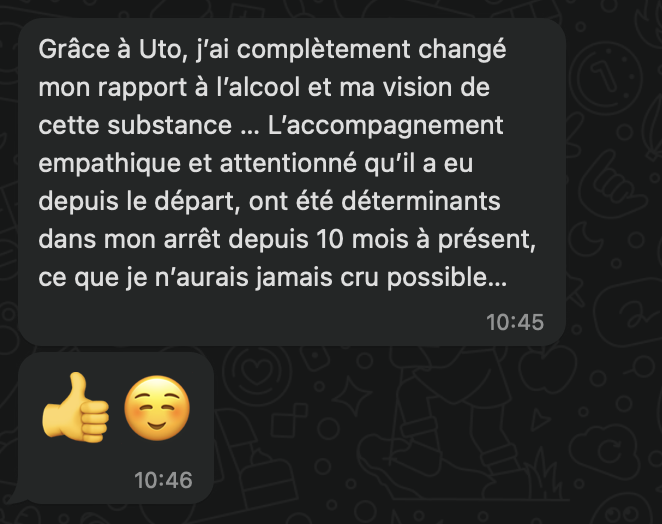 Grâce à Uto, j’ai complètement changé
mon rapport à l’alcool et ma vision de
cette substance ... L’accompagnement
empathique et attentionné qu’il a eu
depuis le départ, ont été déterminants
dans mon arrêt depuis 10 mois à présent,
ce que je n’aurais jamais cru possible...
10:45
👍☺️
10:46